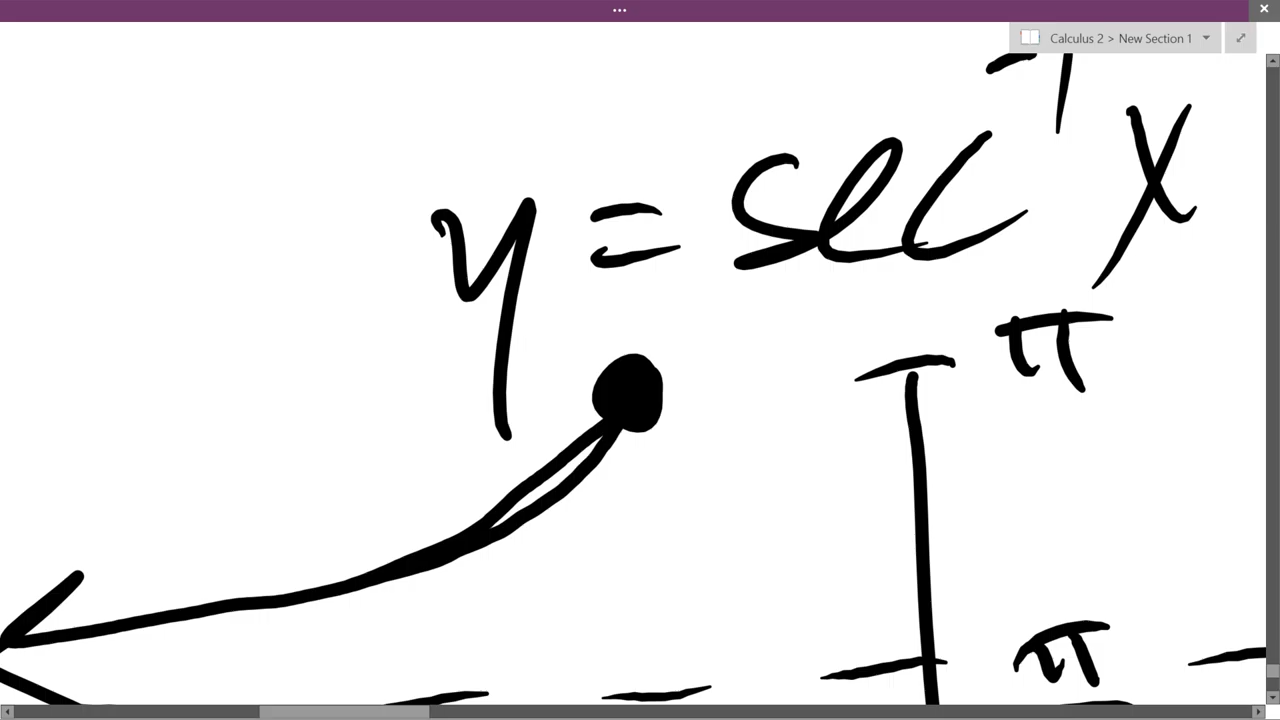 Calculus 2 > New Section 1
y = sec⁻¹ x
π
π